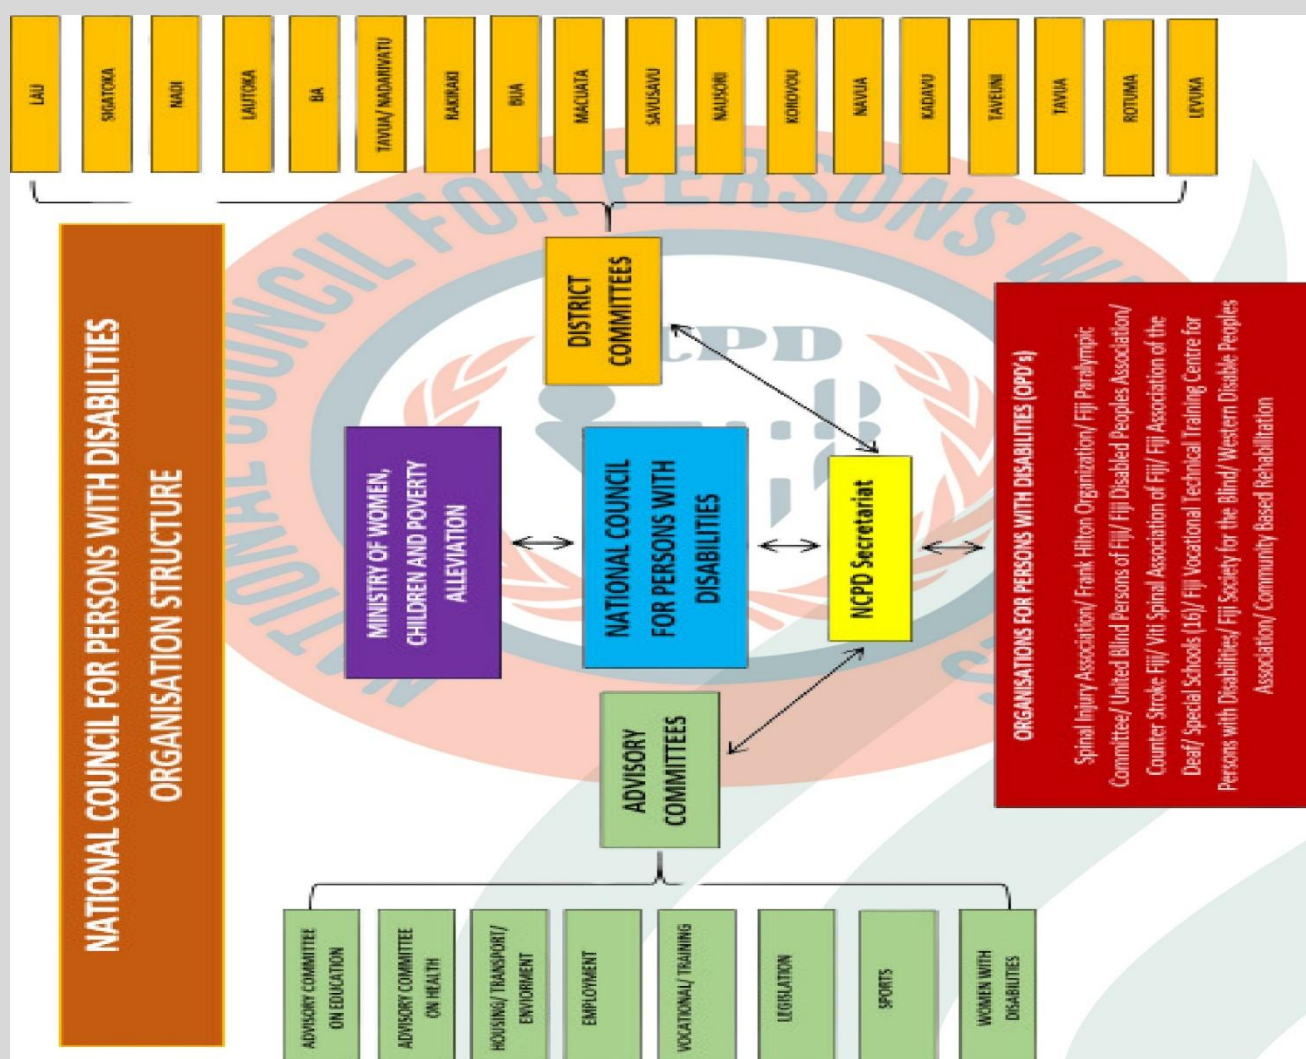 NATIONAL COUNCIL FOR PERSONS WITH DISABILITIES
ORGANISATION STRUCTURE
MINISTRY OF WOMEN,
CHILDREN AND POVERTY
ALLEVIATION
NATIONAL COUNCIL
FOR PERSONS WITH
DISABILITIES
NCPD Secretariat
ADVISORY
COMMITTEES
ADVISORY COMMITTEE
ON EDUCATION
ADVISORY COMMITTEE
ON HEALTH
HOUSING/ TRANSPORT/
ENVIORMENT
EMPLOYMENT
VOCATIONAL/ TRAINING
LEGISLATION
SPORTS
WOMEN WITH
DISABILITIES
DISTRICT
COMMITTEES
LAU
SIGATOKA
NADI
LAUTOKA
BA
TAVUA/ NADARIVATU
RAKIRAKI
BUA
MACUATA
SAVUSAVU
NAUSORI
KOROVOU
NAVUA
KADAVU
TAVEUNI
TAVUA
ROTUMA
LEVUKA
ORGANISATIONS FOR PERSONS WITH DISABILITIES (OPD's)
Spinal Injury Association/ Frank Hilton Organization/ Fiji Paralympic
Committee/ United Blind Persons of Fiji/ Fiji Disabled Peoples Association/
Counter Stroke Fiji/ Viti Spinal Association of Fiji/ Fiji Association of the
Deaf/ Special Schools (16)/ Fiji Vocational Technical Training Centre for
Persons with Disabilities/ Fiji Society for the Blind/ Western Disable Peoples
Association/ Community Based Rehabilitation
NATIONAL COUNCIL FOR PERSONS